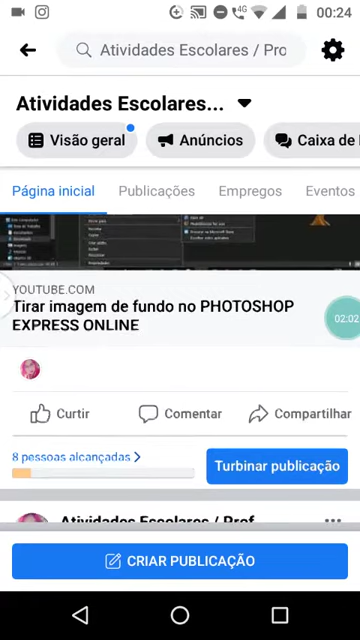 4G
00:24
Atividades Escolares / Pro
Atividades Escolares...
Visão geral
Anúncios
Caixa de
Página inicial
Publicações
Empregos
Eventos
YOUTUBE.COM
Tirar imagem de fundo no PHOTOSHOP
EXPRESS ONLINE
02:02
Curtir
Comentar
Compartilhar
8 pessoas alcançadas
Turbinar publicação
Atividades Escolares / Prof
CRIAR PUBLICAÇÃO